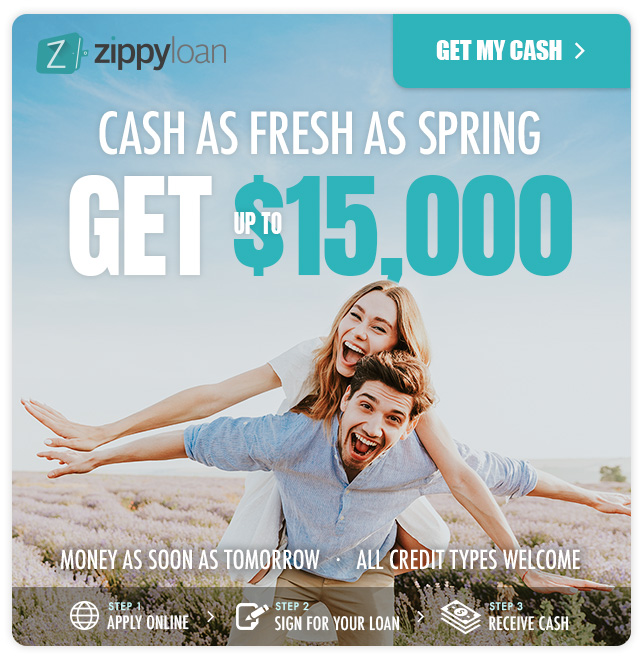 Z zippyloan
GET MY CASH
CASH AS FRESH AS SPRING
GET UP TO $15,000
MONEY AS SOON AS TOMORROW · ALL CREDIT TYPES WELCOME
STEP 1
APPLY ONLINE
STEP 2
SIGN FOR YOUR LOAN
STEP 3
RECEIVE CASH